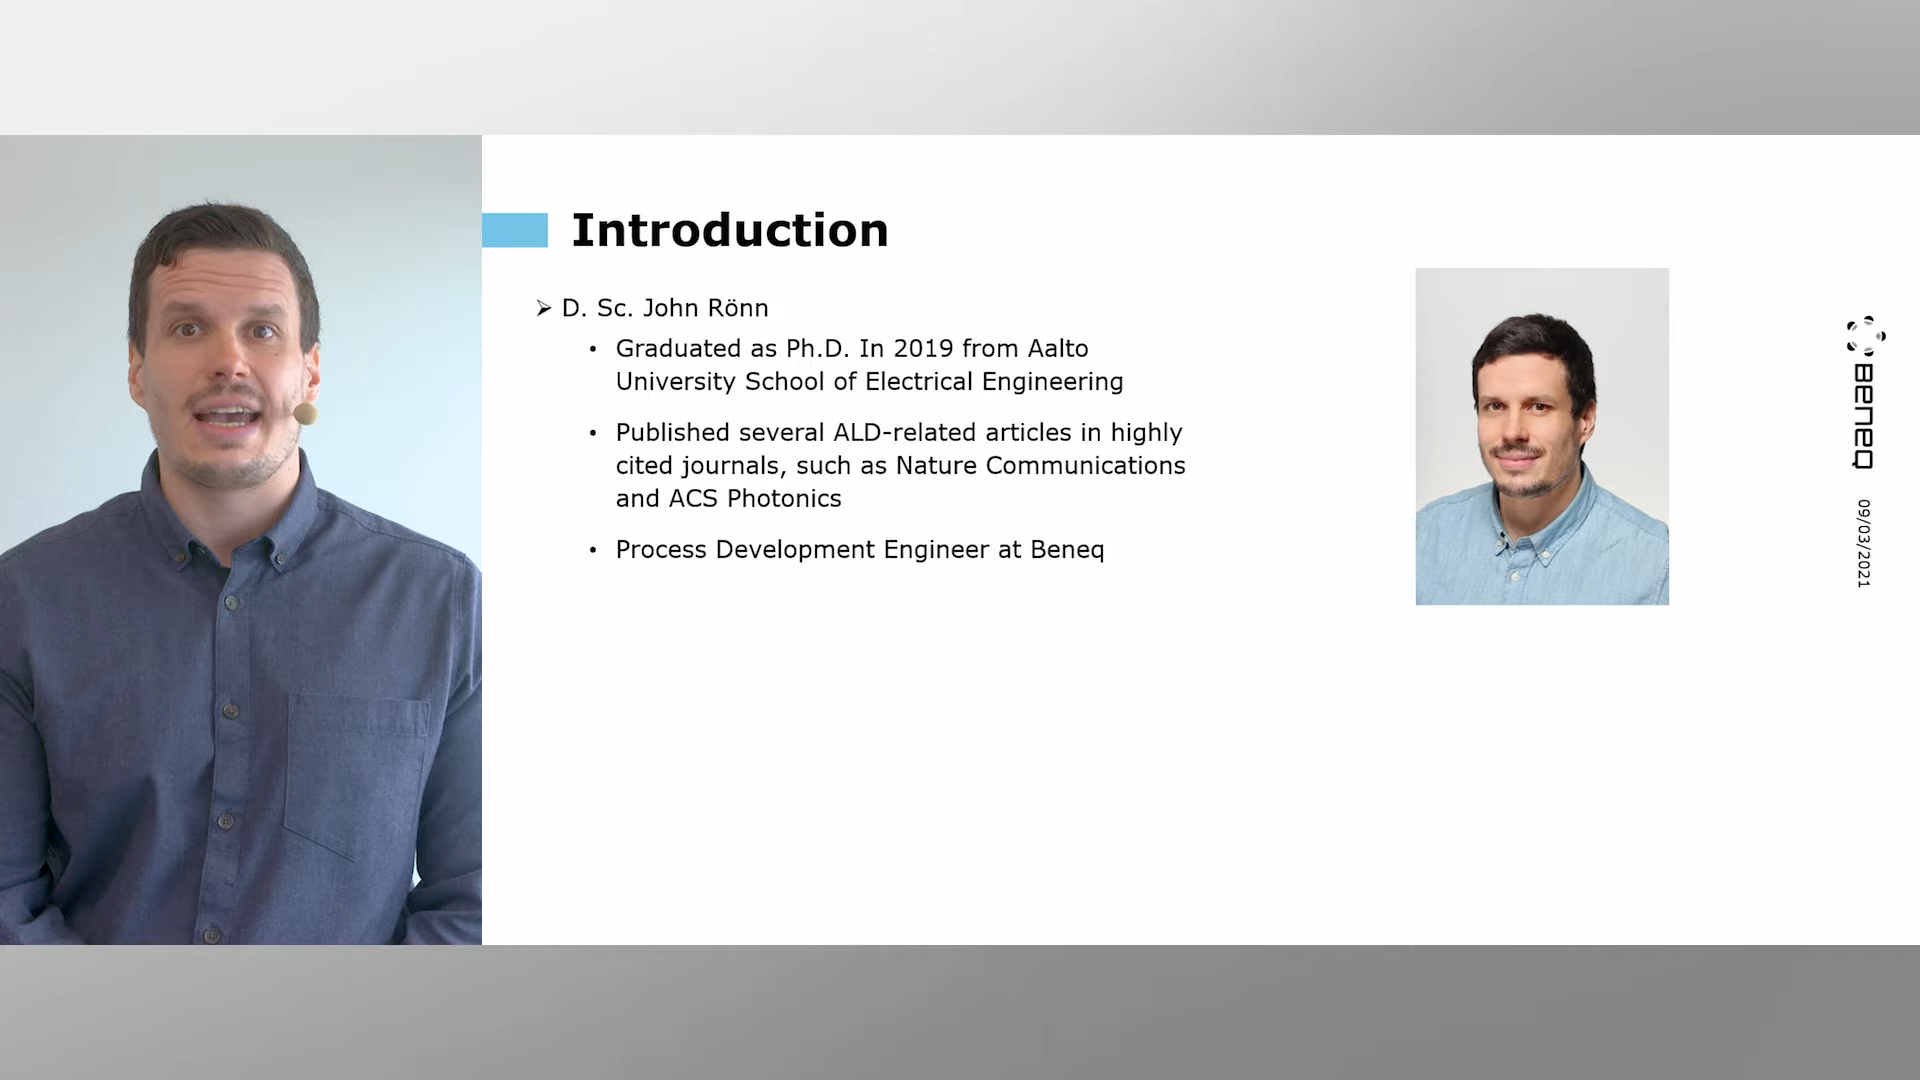 Introduction
➢ D. Sc. John Rönn
• Graduated as Ph.D. In 2019 from Aalto
University School of Electrical Engineering
• Published several ALD-related articles in highly
cited journals, such as Nature Communications
and ACS Photonics
• Process Development Engineer at Beneq
BENEQ
09/03/2021